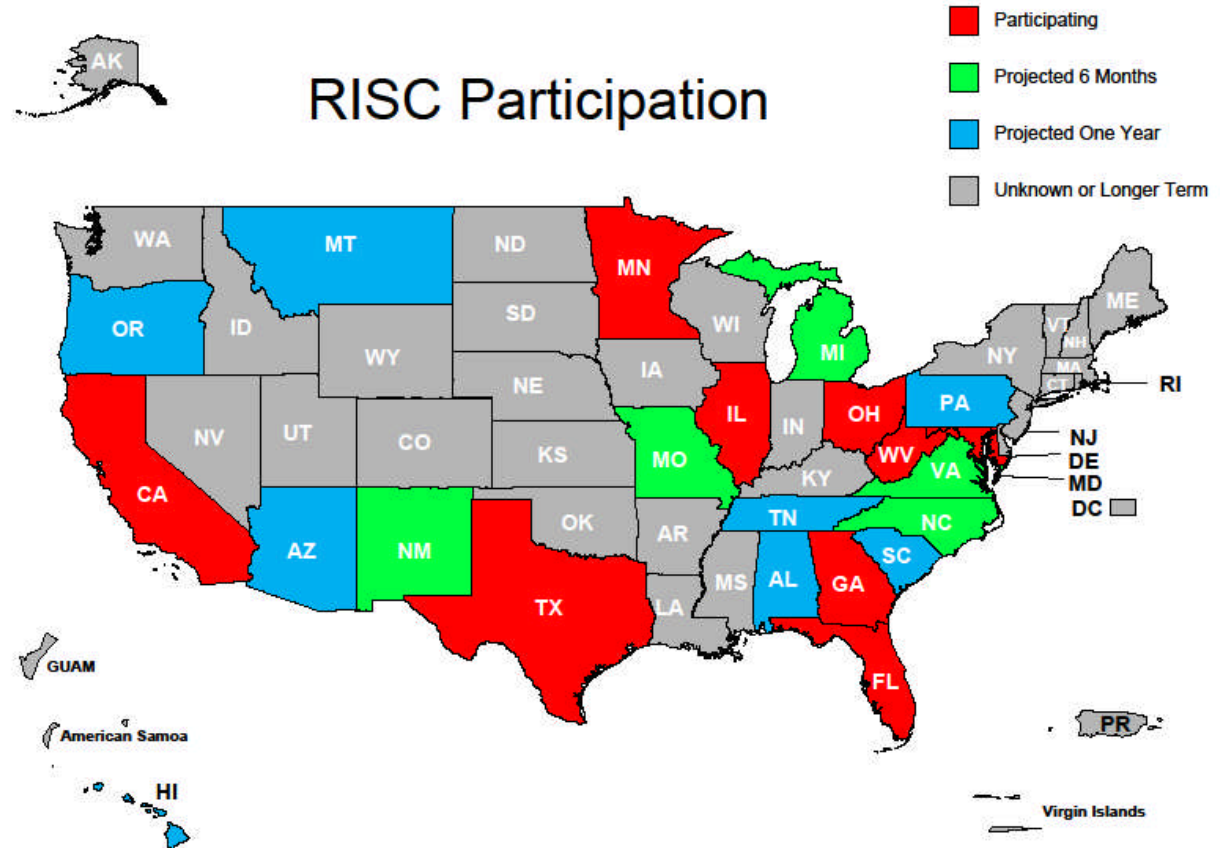 Participating
AK
RISC Participation
Projected 6 Months
Projected One Year
Unknown or Longer Term
WA
MT
ND
MN
ME
OR
ID
SD
WI
VT
NH
WY
MI
NY
MA
CT
RI
IA
NE
PA
NV
UT
CO
IL
IN
OH
NJ
KS
MO
WV
VA
DE
CA
KY
MD
DC
AZ
NM
OK
AR
TN
NC
SC
TX
LA
MS
AL
GA
FL
GUAM
American Samoa
PR
HI
Virgin Islands